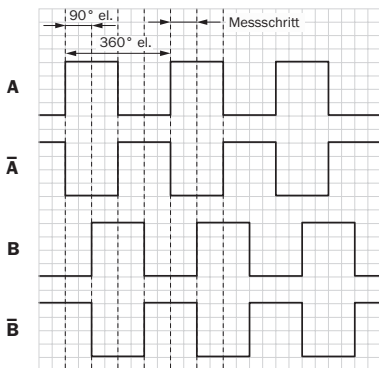 90° el.
Messschritt
360° el.
A
A̅
B
B̅